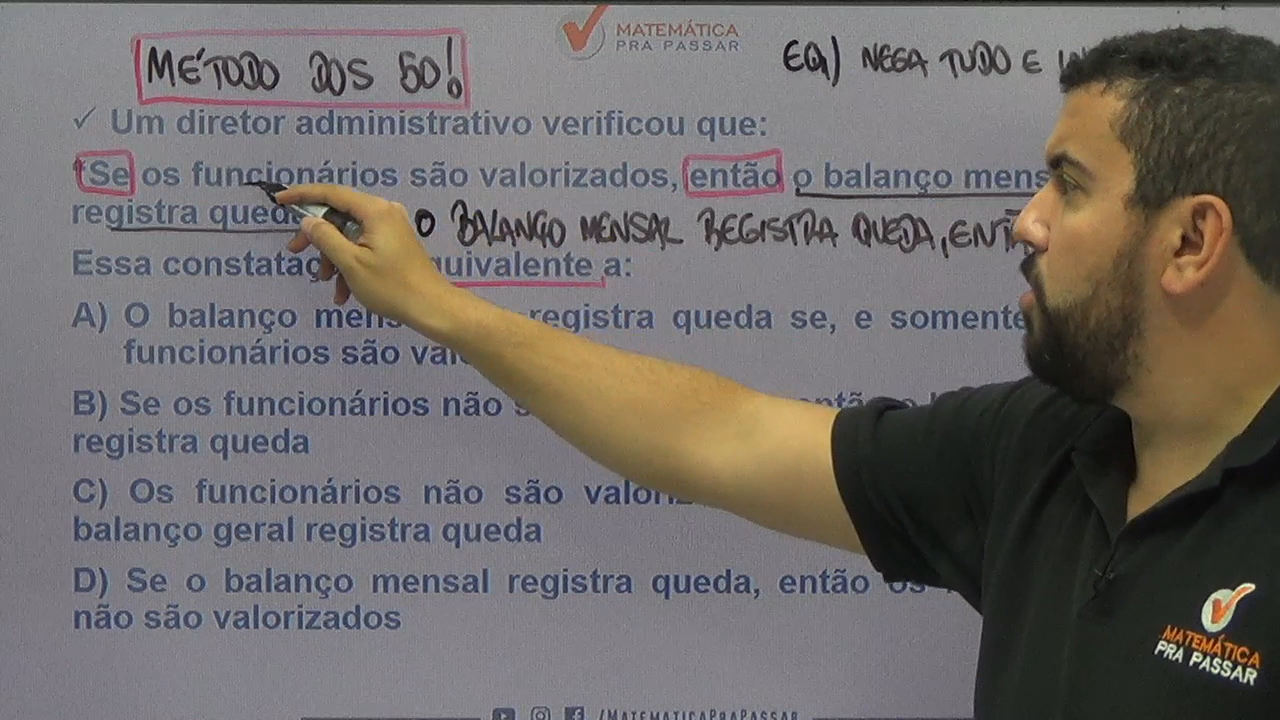 MÉTODO DOS 50!
MATEMÁTICA
PRA PASSAR
EQ1) NEGA TUDO E
✓ Um diretor administrativo verificou que:
"Se os funcionários são valorizados, então o balanço mens
registra qued
O BALANÇO MENSAL REGISTRA QUEDA, ENTÃ
Essa constataç uivalente a:
A) O balanço mens registra queda se, e somente
funcionários são val
B) Se os funcionários não
registra queda
C) Os funcionários não são valori
balanço geral registra queda
D) Se o balanço mensal registra queda, então os
não são valorizados
MATEMÁTICA
PRA PASSAR
/MATEMATICAPRAPASSAR